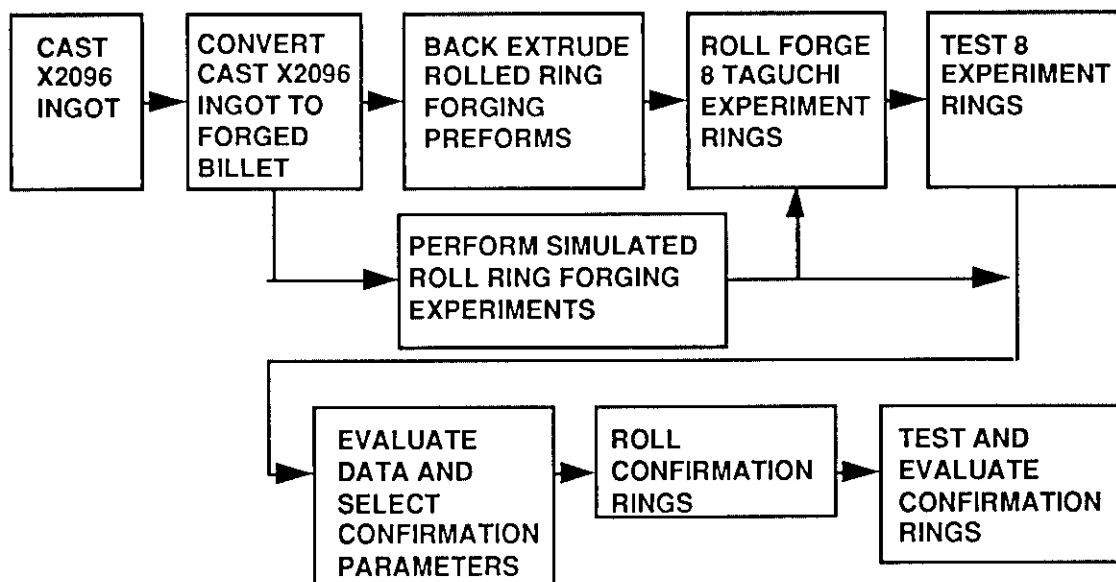 CAST
X2096
INGOT
CONVERT
CAST X2096
INGOT TO
FORGED
BILLET
BACK EXTRUDE
ROLLED RING
FORGING
PREFORMS
ROLL FORGE
8 TAGUCHI
EXPERIMENT
RINGS
TEST 8
EXPERIMENT
RINGS
PERFORM SIMULATED
ROLL RING FORGING
EXPERIMENTS
EVALUATE
DATA AND
SELECT
CONFIRMATION
PARAMETERS
ROLL
CONFIRMATION
RINGS
TEST AND
EVALUATE
CONFIRMATION
RINGS